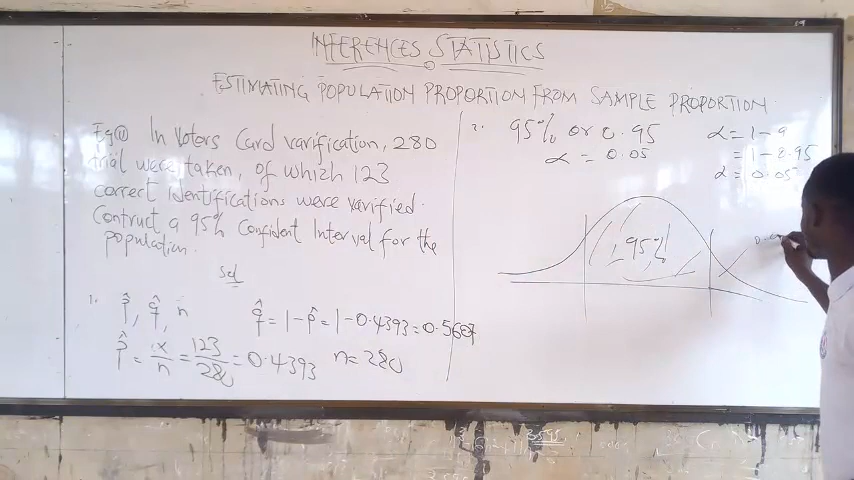 INFERENCES STATISTICS
ESTIMATING POPULATION PROPORTION FROM SAMPLE PROPORTION
Eg In Votors Card varification, 280
trial were taken, of which 123
correct identifications were varified.
Contruct a 95% Confident Interval for the
population.
Sol
1. p̂, q̂, n
q̂ = 1 - p̂ = 1 - 0.4393 = 0.5607
p̂ = x/n = 123/280 = 0.4393 n = 280
2. 95% or 0.95
α = 0.05
α = 1 - 9
= 1 - 0.95
α = 0.05
95%